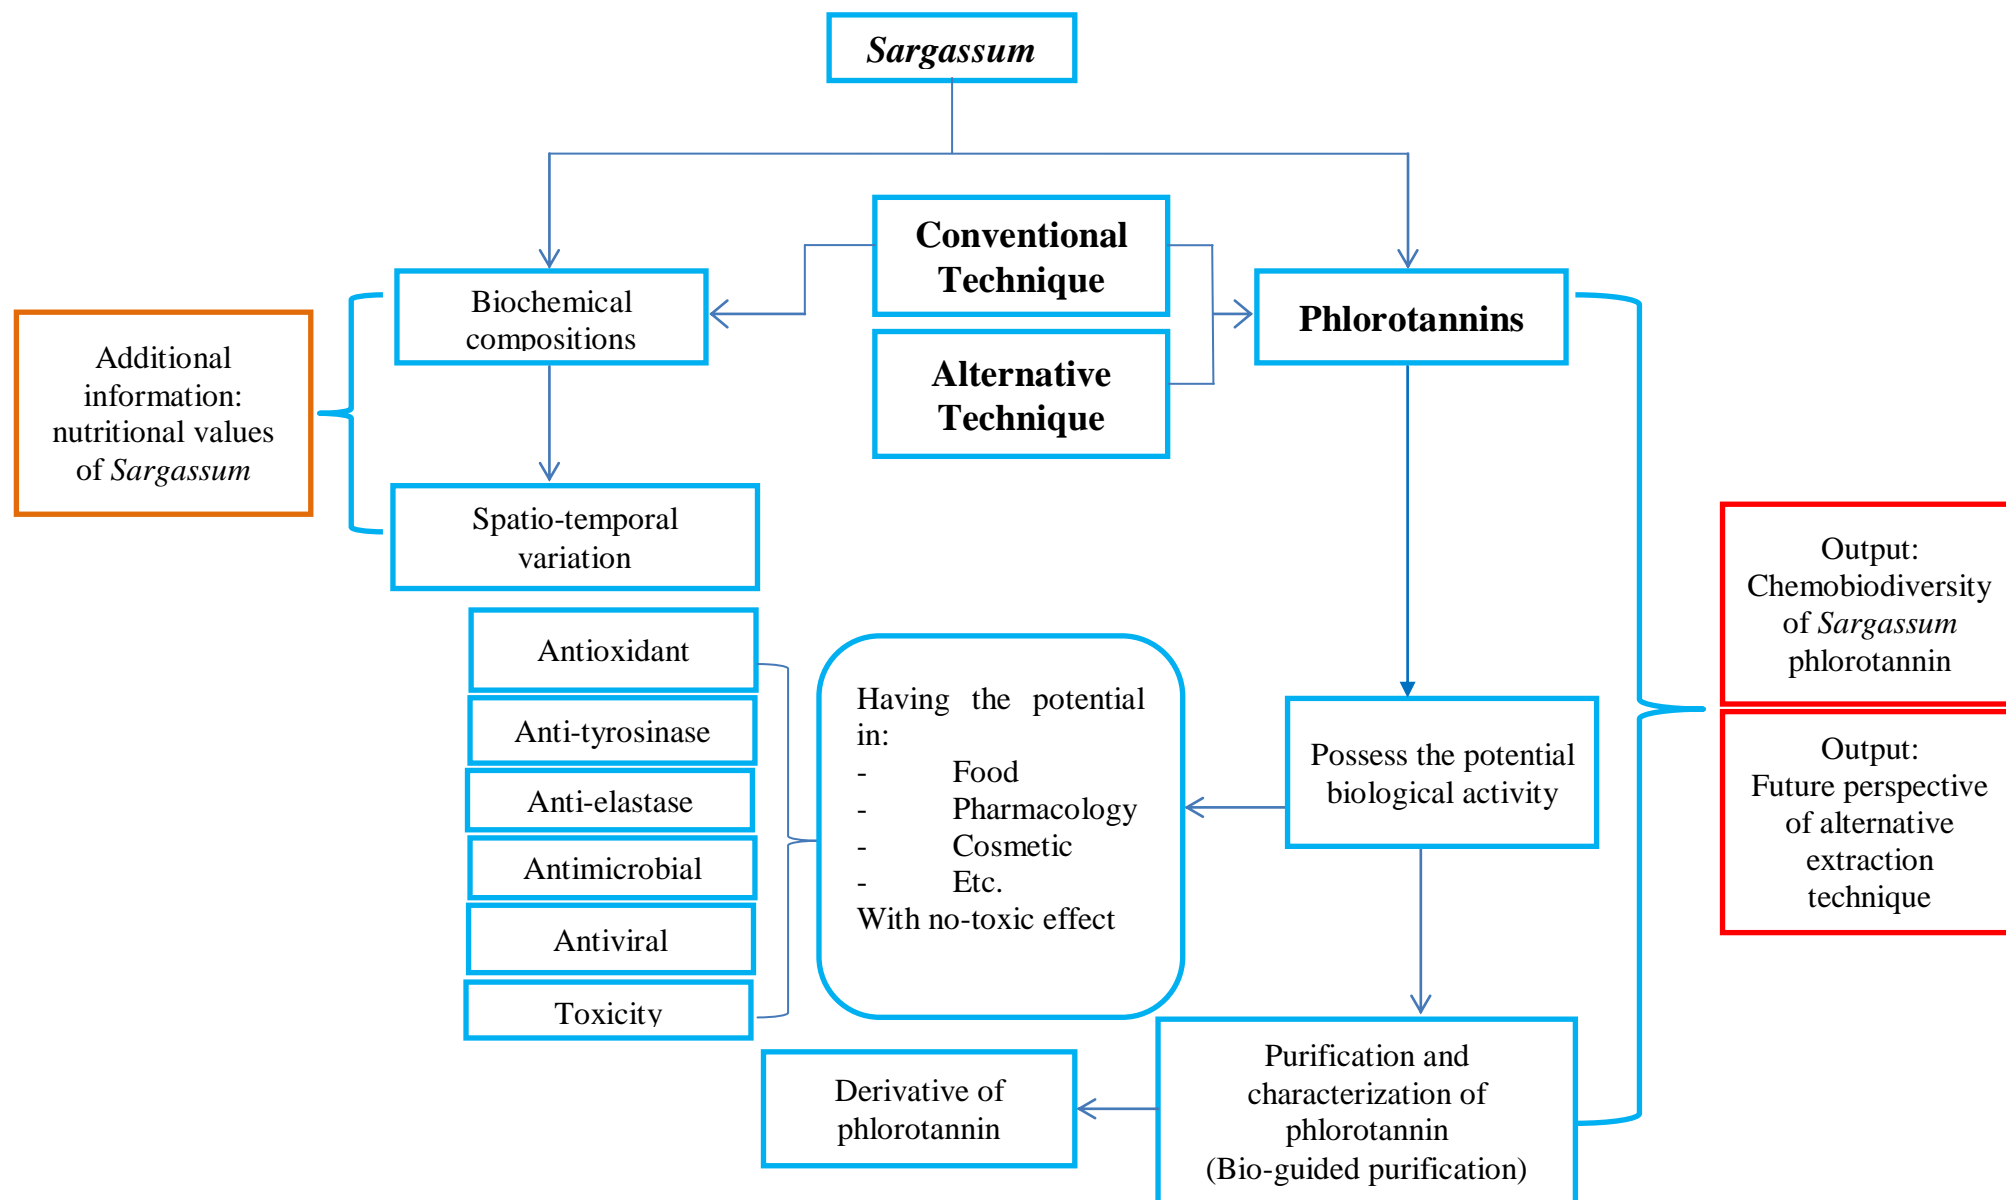 Sargassum
Conventional
Technique
Alternative
Technique
Biochemical
compositions
Phlorotannins
Additional
information:
nutritional values
of Sargassum
Spatio-temporal
variation
Output:
Chemobiodiversity
of Sargassum
phlorotannin
Output:
Future perspective
of alternative
extraction
technique
Antioxidant
Anti-tyrosinase
Anti-elastase
Antimicrobial
Antiviral
Toxicity
Having the potential
in:
- Food
- Pharmacology
- Cosmetic
- Etc.
With no-toxic effect
Possess the potential
biological activity
Purification and
characterization of
phlorotannin
(Bio-guided purification)
Derivative of
phlorotannin